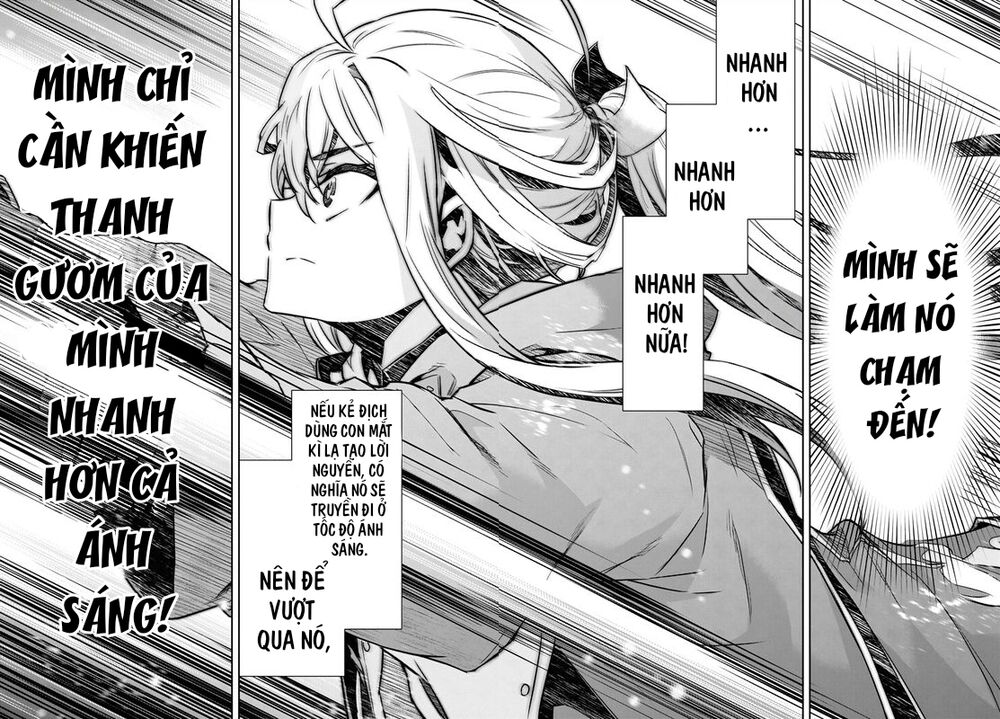 MÌNH SẼ
LÀM NÓ
CHẠM
ĐẾN!
NHANH HƠN
...
NHANH
HƠN
NHANH
HƠN
NỮA!
NẾU KẺ ĐỊCH
DÙNG CON MẮT
KÌ LẠ TẠO LỜI
NGUYỀN, CÓ
NGHĨA NÓ SẼ
TRUYỀN ĐI Ở
TỐC ĐỘ ÁNH
SÁNG.
NÊN ĐỂ
VƯỢT
QUA NÓ,
MÌNH CHỈ
CẦN KHIẾN
THANH
GƯƠM CỦA
MÌNH
NHANH
HƠN CẢ
ÁNH
SÁNG!